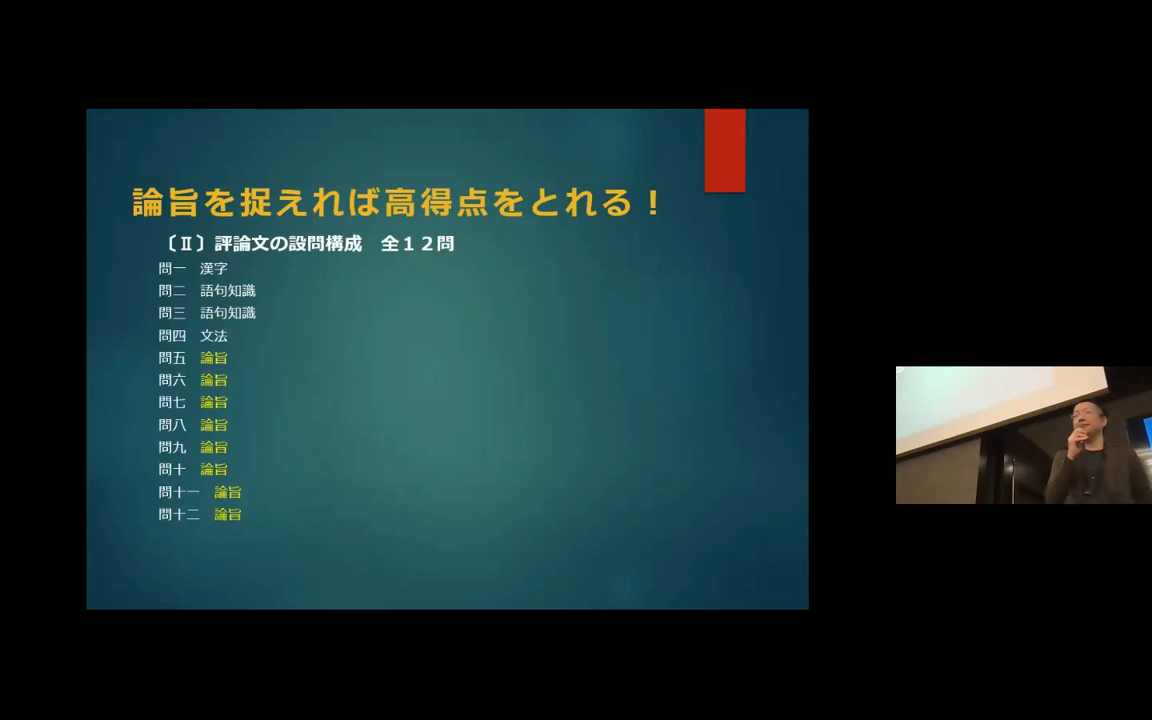 論旨を捉えれば高得点をとれる！
〔Ⅱ〕評論文の設問構成　全１２問
問一　漢字
問二　語句知識
問三　語句知識
問四　文法
問五　論旨
問六　論旨
問七　論旨
問八　論旨
問九　論旨
問十　論旨
問十一　論旨
問十二　論旨